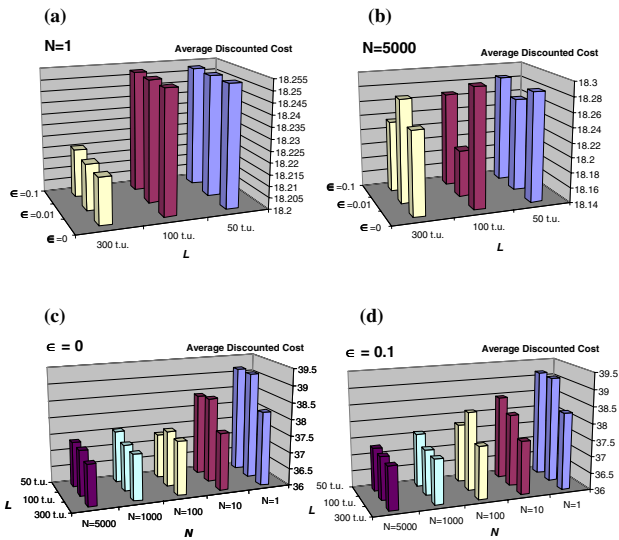 (a)
N=1
Average Discounted Cost
18.255
18.25
18.245
18.24
18.235
18.23
18.225
18.22
18.215
18.21
18.205
18.2
ϵ=0.1
ϵ=0.01
ϵ=0
300 t.u.
100 t.u.
50 t.u.
L
(b)
N=5000
Average Discounted Cost
18.3
18.28
18.26
18.24
18.22
18.2
18.18
18.16
18.14
ϵ=0.1
ϵ=0.01
ϵ=0
300 t.u.
100 t.u.
50 t.u.
L
(c)
ϵ = 0
Average Discounted Cost
39.5
39
38.5
38
37.5
37
36.5
36
50 t.u.
100 t.u.
300 t.u.
L
N=5000
N=1000
N=100
N=10
N=1
N
(d)
ϵ = 0.1
Average Discounted Cost
39.5
39
38.5
38
37.5
37
36.5
36
50 t.u.
100 t.u.
300 t.u.
L
N=5000
N=1000
N=100
N=10
N=1
N